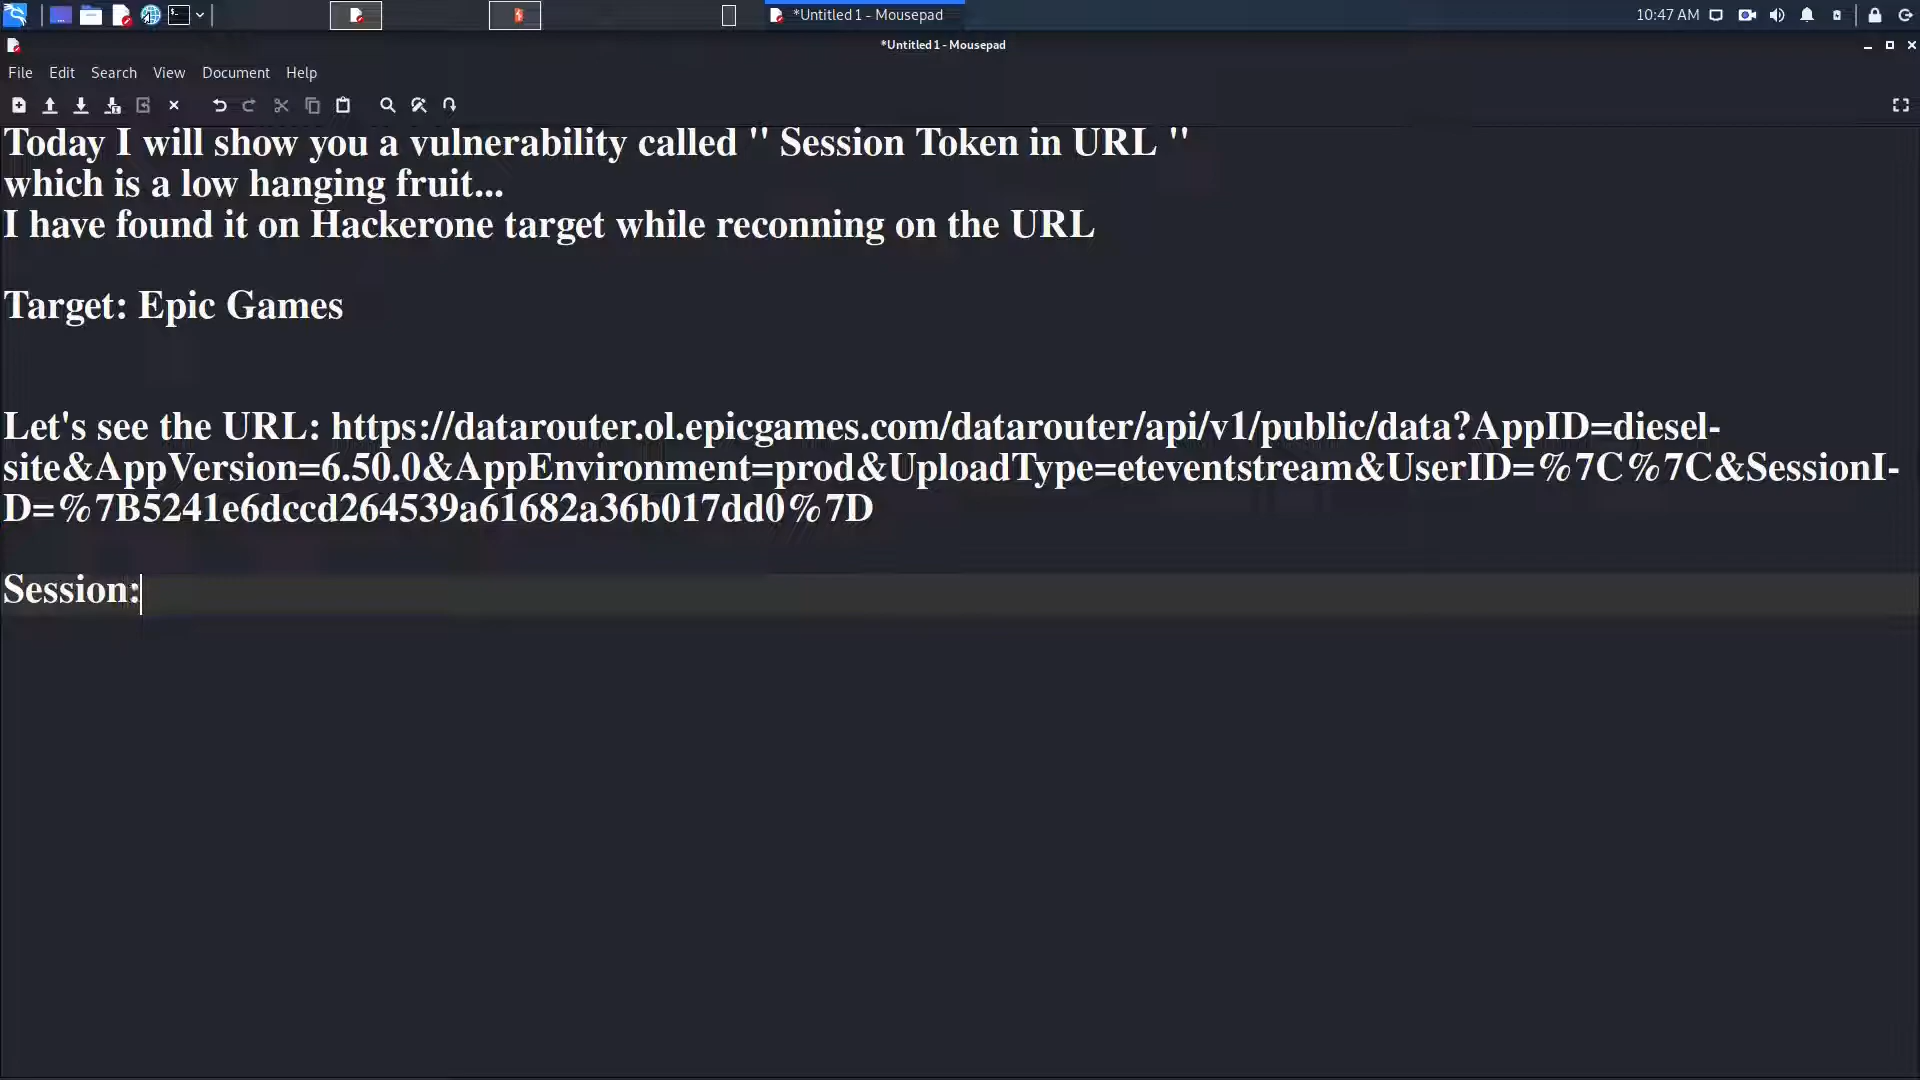 *Untitled 1 - Mousepad
10:47 AM
*Untitled 1 - Mousepad
File Edit Search View Document Help
Today I will show you a vulnerability called " Session Token in URL "
which is a low hanging fruit...
I have found it on Hackerone target while reconning on the URL
Target: Epic Games
Let's see the URL: https://datarouter.ol.epicgames.com/datarouter/api/v1/public/data?AppID=diesel-
site&AppVersion=6.50.0&AppEnvironment=prod&UploadType=eteventstream&UserID=%7C%7C&SessionI-
D=%7B5241e6dccd264539a61682a36b017dd0%7D
Session: